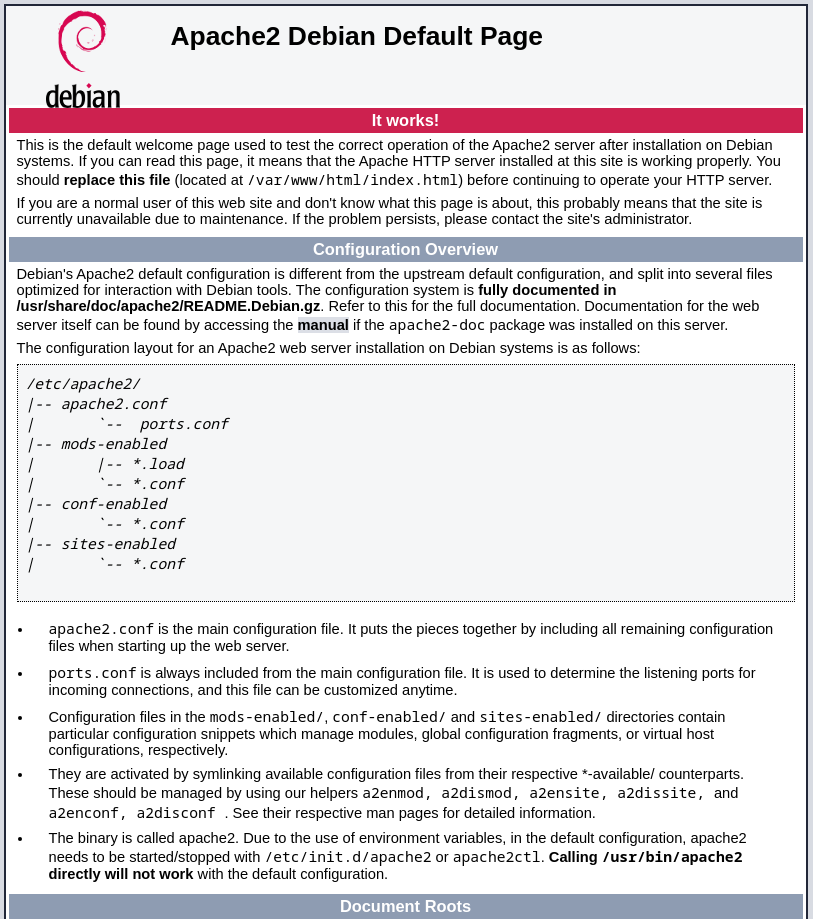 debian
Apache2 Debian Default Page
It works!
This is the default welcome page used to test the correct operation of the Apache2 server after installation on Debian
systems. If you can read this page, it means that the Apache HTTP server installed at this site is working properly. You
should replace this file (located at /var/www/html/index.html) before continuing to operate your HTTP server.
If you are a normal user of this web site and don't know what this page is about, this probably means that the site is
currently unavailable due to maintenance. If the problem persists, please contact the site's administrator.
Configuration Overview
Debian's Apache2 default configuration is different from the upstream default configuration, and split into several files
optimized for interaction with Debian tools. The configuration system is fully documented in
/usr/share/doc/apache2/README.Debian.gz. Refer to this for the full documentation. Documentation for the web
server itself can be found by accessing the manual if the apache2-doc package was installed on this server.
The configuration layout for an Apache2 web server installation on Debian systems is as follows:
/etc/apache2/
|-- apache2.conf
|       `--  ports.conf
|-- mods-enabled
|       |-- *.load
|       `-- *.conf
|-- conf-enabled
|       `-- *.conf
|-- sites-enabled
|       `-- *.conf
• apache2.conf is the main configuration file. It puts the pieces together by including all remaining configuration
files when starting up the web server.
• ports.conf is always included from the main configuration file. It is used to determine the listening ports for
incoming connections, and this file can be customized anytime.
• Configuration files in the mods-enabled/, conf-enabled/ and sites-enabled/ directories contain
particular configuration snippets which manage modules, global configuration fragments, or virtual host
configurations, respectively.
• They are activated by symlinking available configuration files from their respective *-available/ counterparts.
These should be managed by using our helpers a2enmod, a2dismod, a2ensite, a2dissite, and
a2enconf, a2disconf . See their respective man pages for detailed information.
• The binary is called apache2. Due to the use of environment variables, in the default configuration, apache2
needs to be started/stopped with /etc/init.d/apache2 or apache2ctl. Calling /usr/bin/apache2
directly will not work with the default configuration.
Document Roots